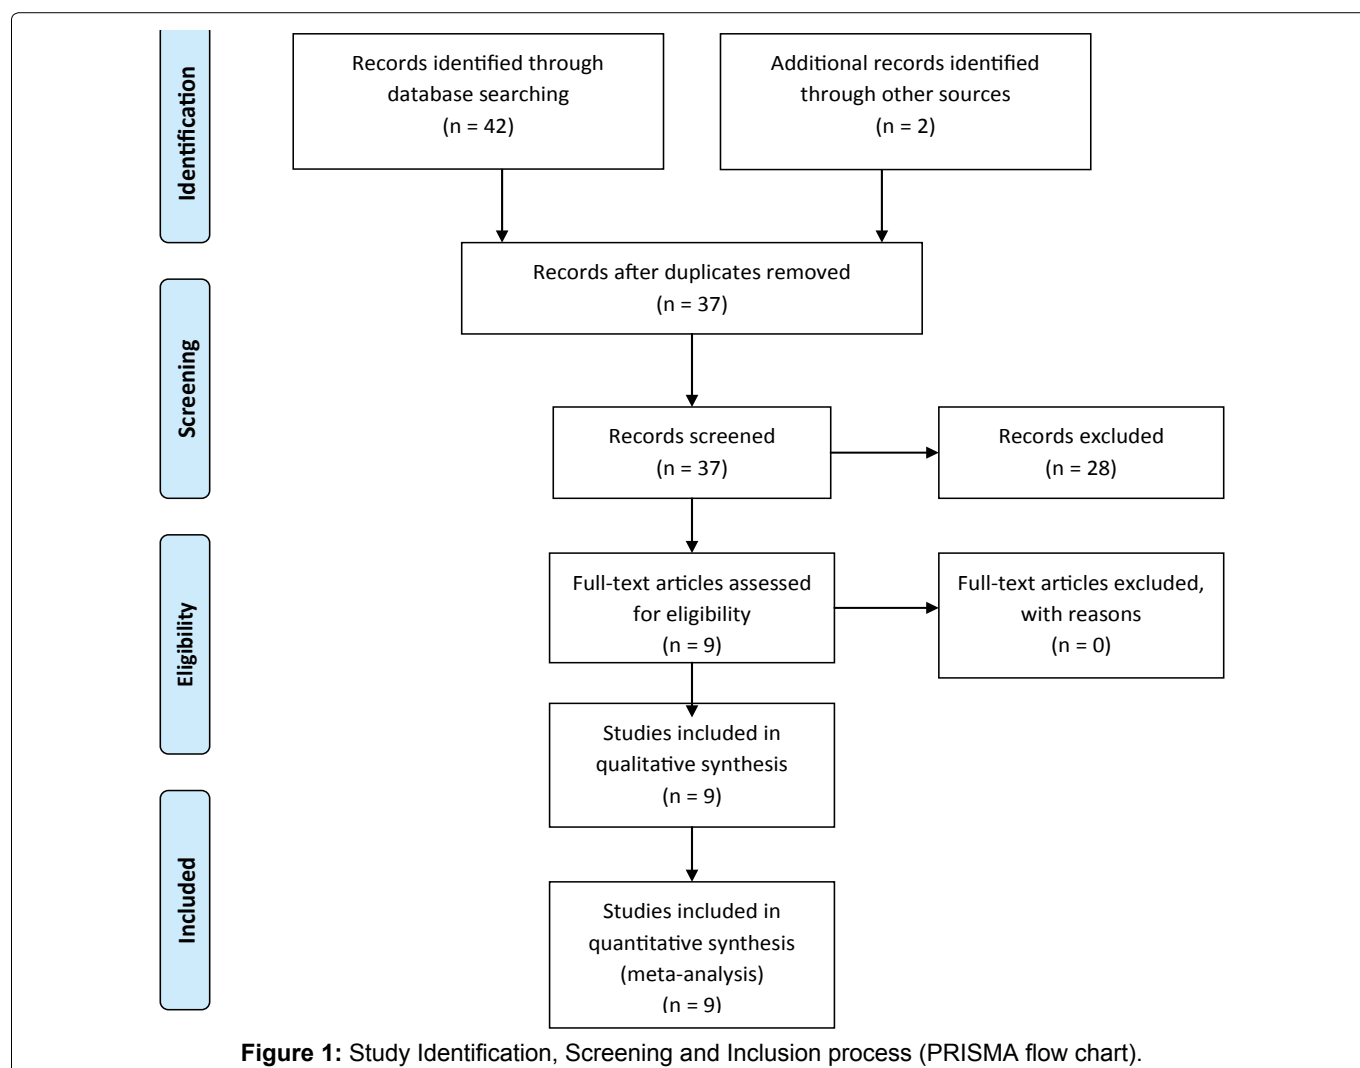 Identification
Records identified through
database searching
(n = 42)
Additional records identified
through other sources
(n = 2)
Records after duplicates removed
(n = 37)
Screening
Records screened
(n = 37)
Records excluded
(n = 28)
Eligibility
Full-text articles assessed
for eligibility
(n = 9)
Full-text articles excluded,
with reasons
(n = 0)
Studies included in
qualitative synthesis
(n = 9)
Included
Studies included in
quantitative synthesis
(meta-analysis)
(n = 9)
Figure 1: Study Identification, Screening and Inclusion process (PRISMA flow chart).